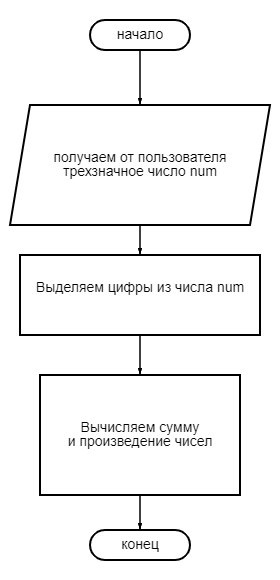 начало
получаем от пользователя
трехзначное число num
Выделяем цифры из числа num
Вычисляем сумму
и произведение чисел
конец